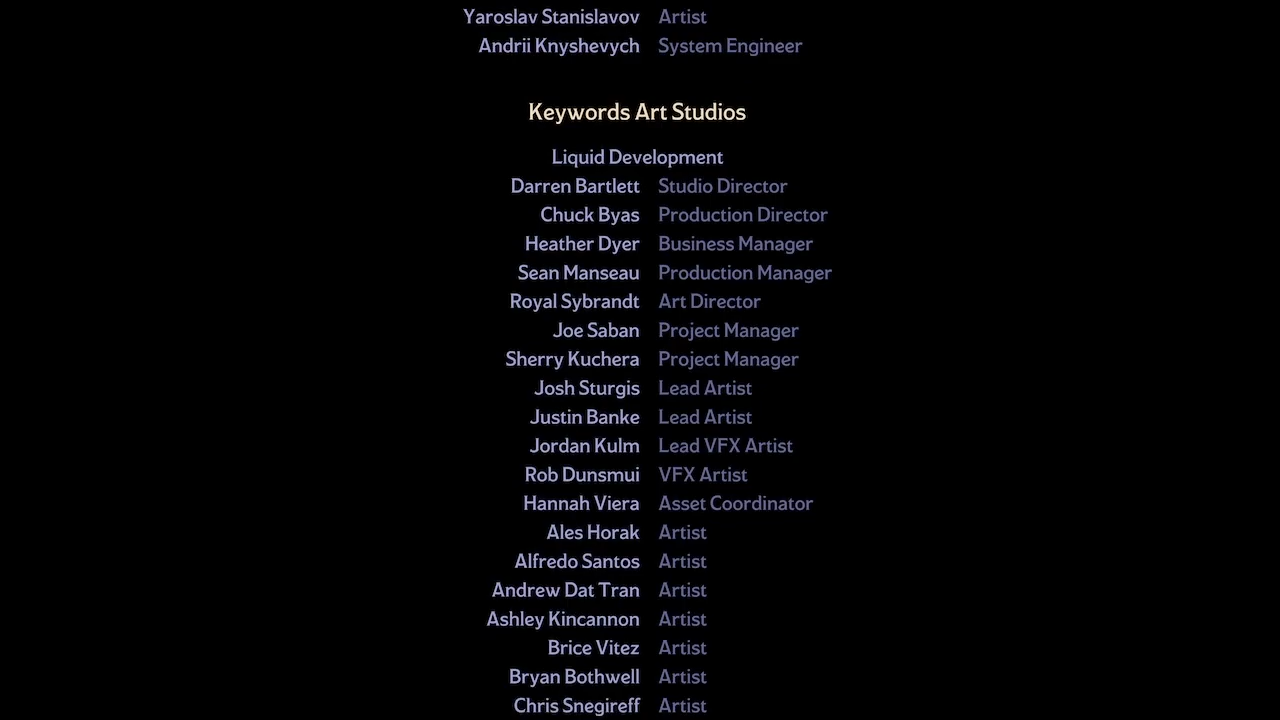 Yaroslav Stanislavov Artist
Andrii Knyshevych System Engineer
Keywords Art Studios
Liquid Development
Darren Bartlett Studio Director
Chuck Byas Production Director
Heather Dyer Business Manager
Sean Manseau Production Manager
Royal Sybrandt Art Director
Joe Saban Project Manager
Sherry Kuchera Project Manager
Josh Sturgis Lead Artist
Justin Banke Lead Artist
Jordan Kulm Lead VFX Artist
Rob Dunsmui VFX Artist
Hannah Viera Asset Coordinator
Ales Horak Artist
Alfredo Santos Artist
Andrew Dat Tran Artist
Ashley Kincannon Artist
Brice Vitez Artist
Bryan Bothwell Artist
Chris Snegireff Artist